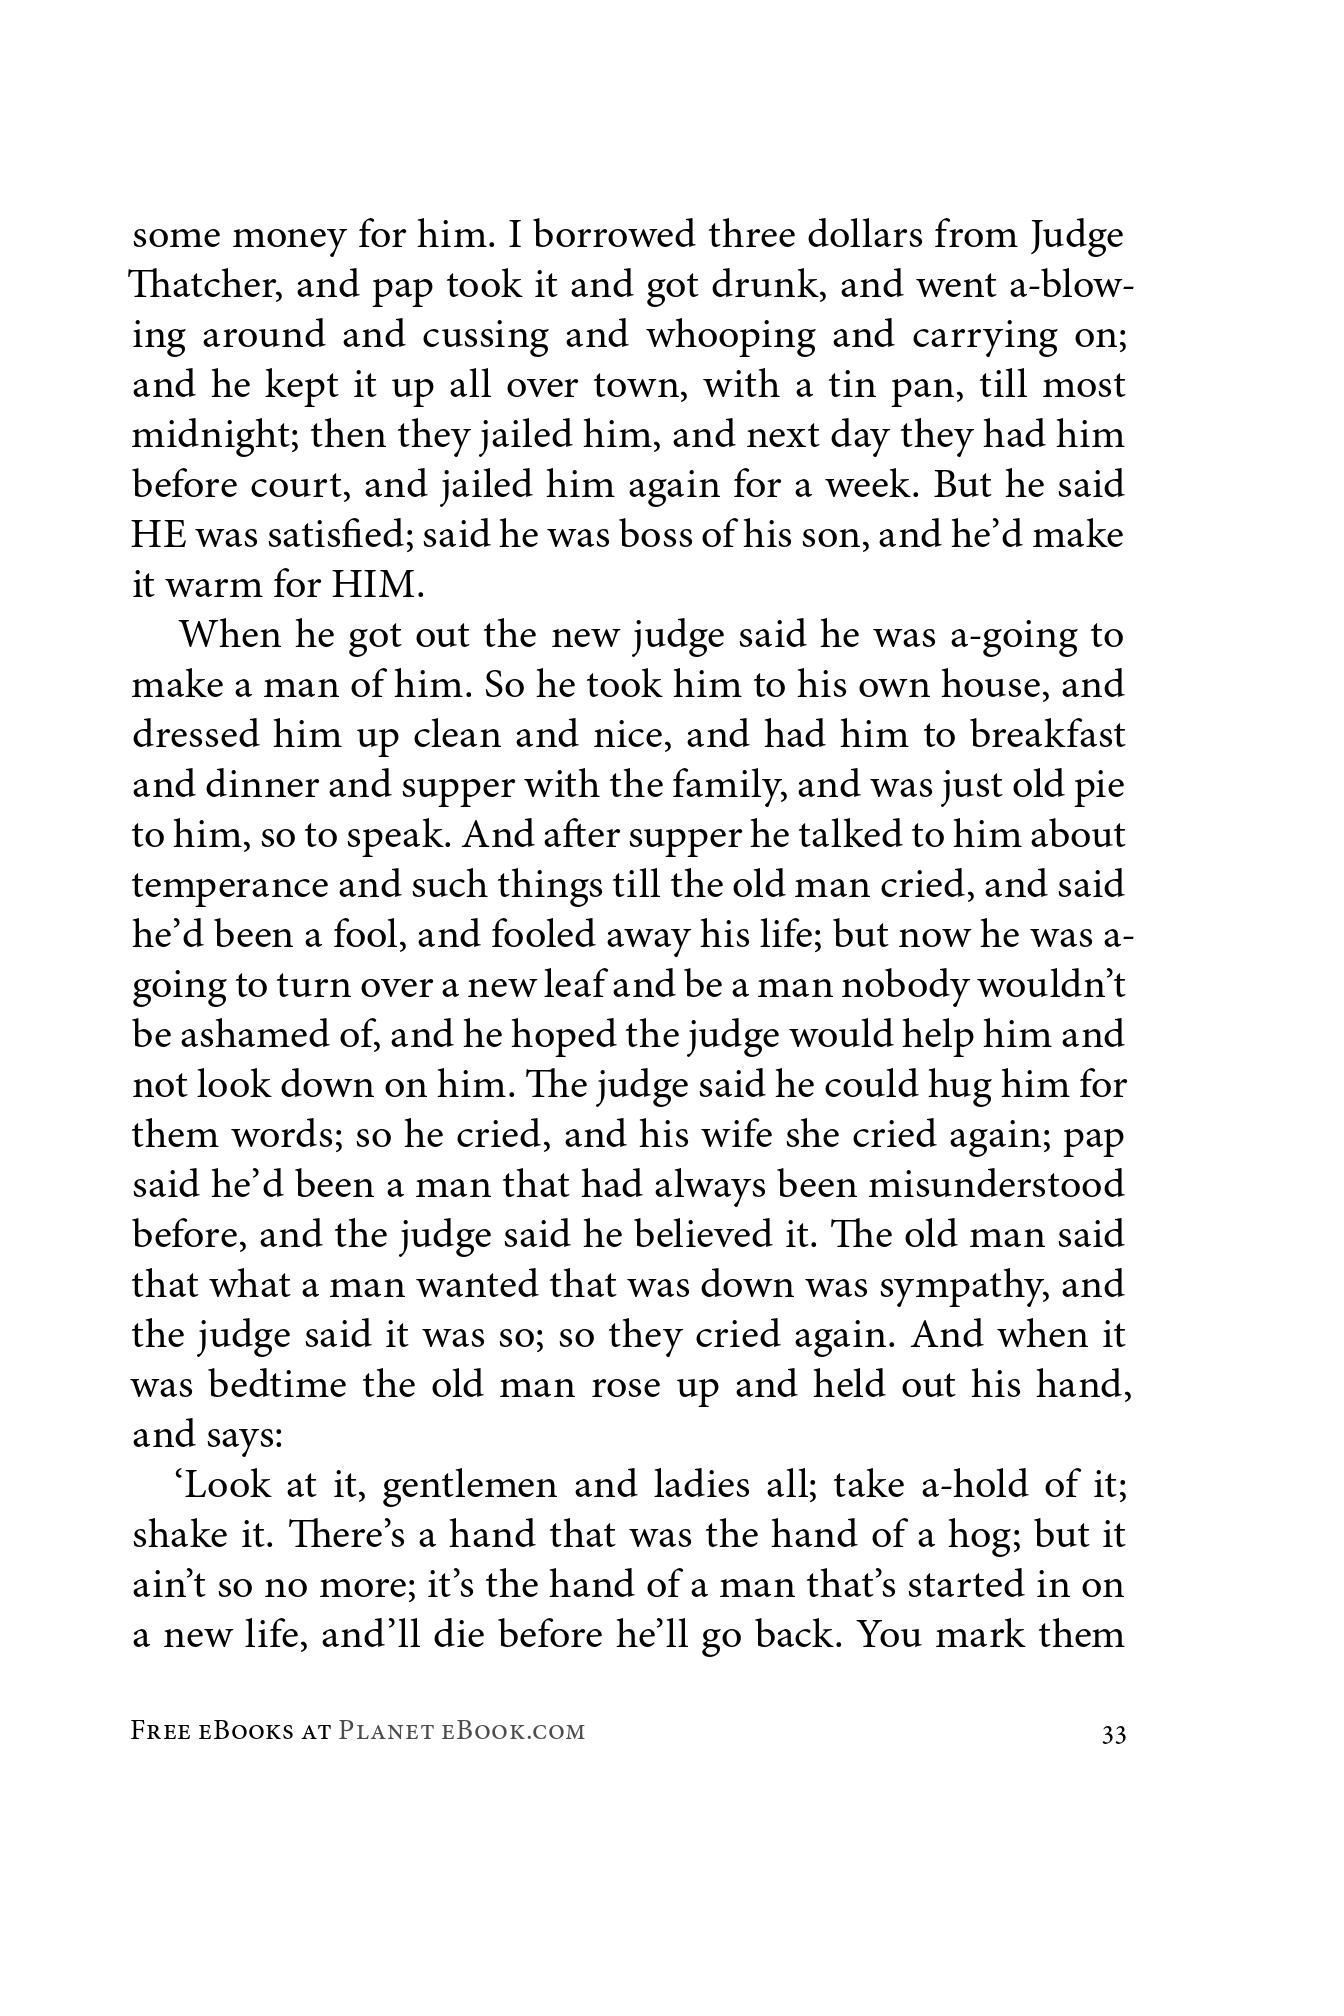 some money for him. I borrowed three dollars from Judge
Thatcher, and pap took it and got drunk, and went a-blow-
ing around and cussing and whooping and carrying on;
and he kept it up all over town, with a tin pan, till most
midnight; then they jailed him, and next day they had him
before court, and jailed him again for a week. But he said
HE was satisfied; said he was boss of his son, and he’d make
it warm for HIM.
When he got out the new judge said he was a-going to
make a man of him. So he took him to his own house, and
dressed him up clean and nice, and had him to breakfast
and dinner and supper with the family, and was just old pie
to him, so to speak. And after supper he talked to him about
temperance and such things till the old man cried, and said
he’d been a fool, and fooled away his life; but now he was a-
going to turn over a new leaf and be a man nobody wouldn’t
be ashamed of, and he hoped the judge would help him and
not look down on him. The judge said he could hug him for
them words; so he cried, and his wife she cried again; pap
said he’d been a man that had always been misunderstood
before, and the judge said he believed it. The old man said
that what a man wanted that was down was sympathy, and
the judge said it was so; so they cried again. And when it
was bedtime the old man rose up and held out his hand,
and says:
‘Look at it, gentlemen and ladies all; take a-hold of it;
shake it. There’s a hand that was the hand of a hog; but it
ain’t so no more; it’s the hand of a man that’s started in on
a new life, and’ll die before he’ll go back. You mark them
Free eBooks at Planet eBook.com 33